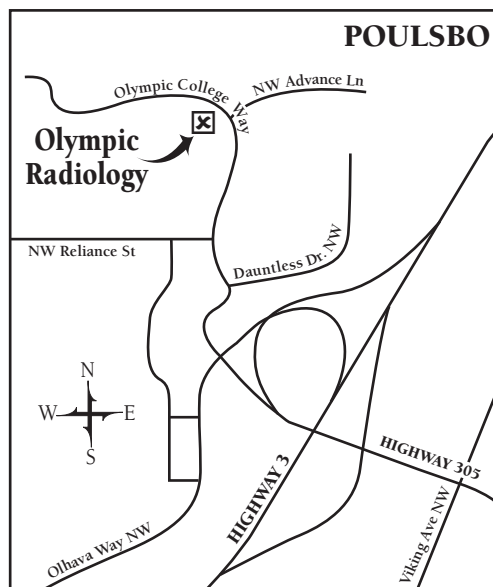 POULSBO
Olympic College Way
NW Advance Ln
Olympic
Radiology
NW Reliance St
Dauntless Dr. NW
N
W E
S
HIGHWAY 305
HIGHWAY 3
Viking Ave NW
Olhava Way NW